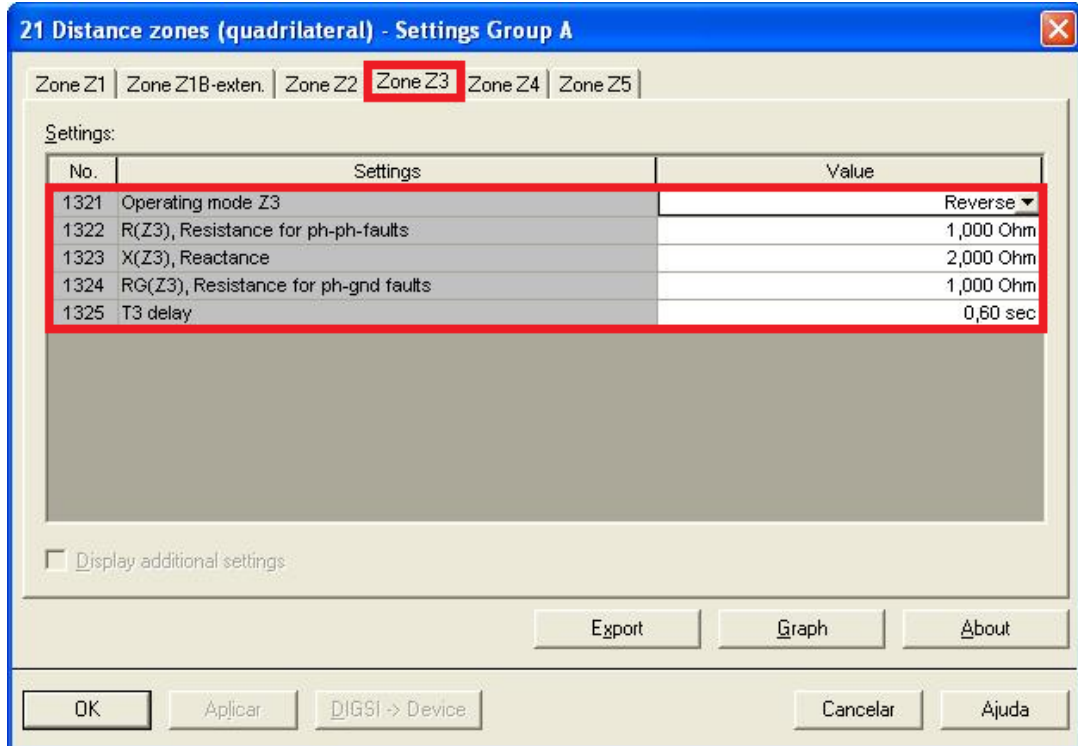 21 Distance zones (quadrilateral) - Settings Group A
Zone Z1 Zone Z1B-exten. Zone Z2 Zone Z3 Zone Z4 Zone Z5
Settings:
No. Settings Value
1321 Operating mode Z3 Reverse
1322 R(Z3), Resistance for ph-ph-faults 1,000 Ohm
1323 X(Z3), Reactance 2,000 Ohm
1324 RG(Z3), Resistance for ph-gnd faults 1,000 Ohm
1325 T3 delay 0,60 sec
Display additional settings
Export Graph About
OK Aplicar DIGSI -> Device Cancelar Ajuda